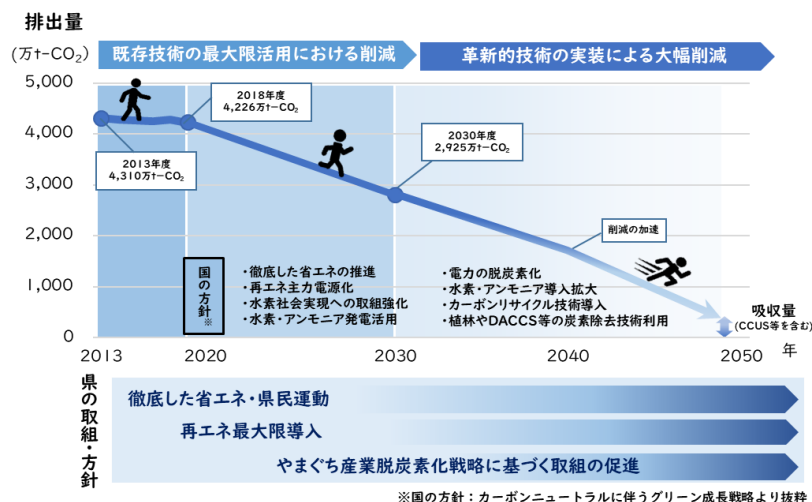 排出量
(万t-CO₂)
既存技術の最大限活用における削減
革新的技術の実装による大幅削減
5,000
4,000
3,000
2,000
1,000
0
2018年度
4,226万t-CO₂
2013年度
4,310万t-CO₂
2030年度
2,925万t-CO₂
削減の加速
国の方針※
・徹底した省エネの推進
・再エネ主力電源化
・水素社会実現への取組強化
・水素・アンモニア発電活用
・電力の脱炭素化
・水素・アンモニア導入拡大
・カーボンリサイクル技術導入
・植林やDACCS等の炭素除去技術利用
吸収量
(CCUS等を含む)
2013
2020
2030
2040
2050
年
県の取組・方針
徹底した省エネ・県民運動
再エネ最大限導入
やまぐち産業脱炭素化戦略に基づく取組の促進
※国の方針：カーボンニュートラルに伴うグリーン成長戦略より抜粋